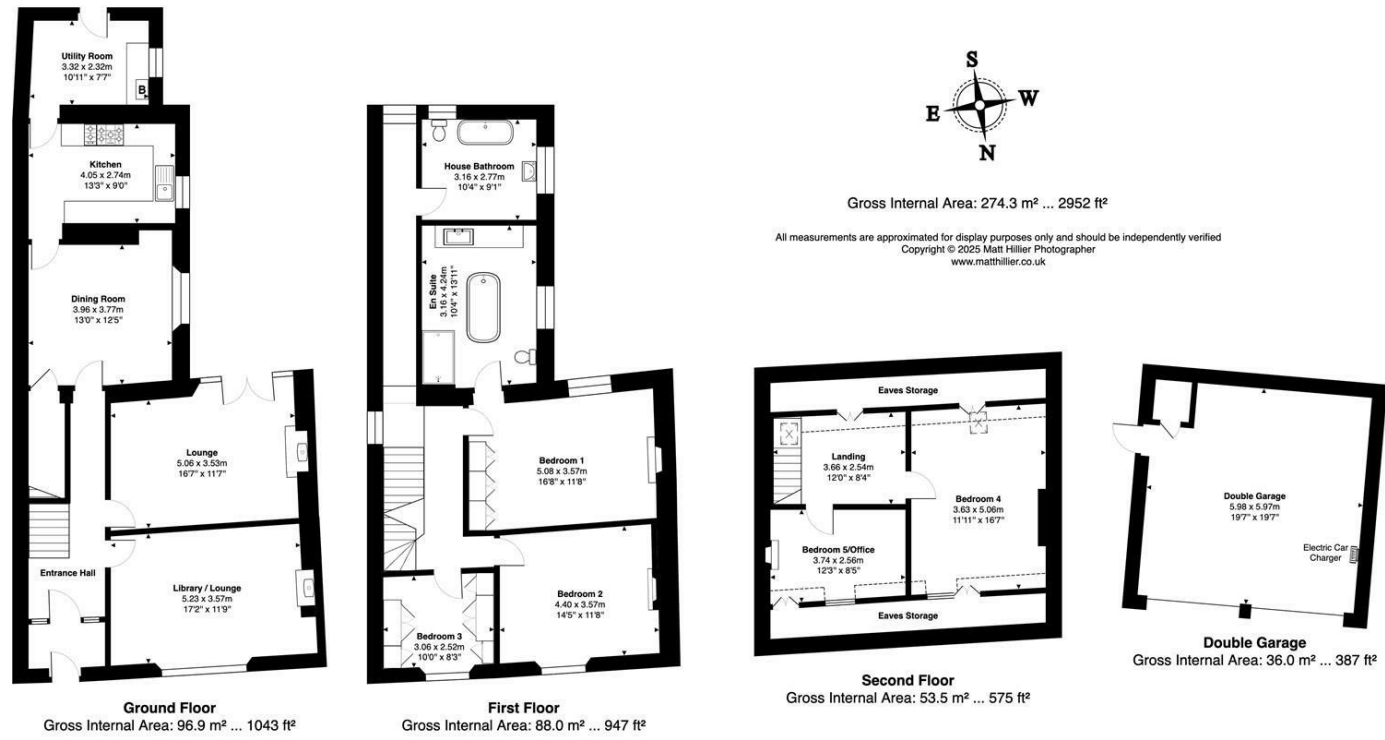 Utility Room
3.32 x 2.32m
10'11" x 7'7"
B
Kitchen
4.05 x 2.74m
13'3" x 9'0"
Dining Room
3.96 x 3.77m
13'0" x 12'5"
Lounge
5.06 x 3.53m
16'7" x 11'7"
Entrance Hall
Library / Lounge
5.23 x 3.57m
17'2" x 11'9"
Ground Floor
Gross Internal Area: 96.9 m² ... 1043 ft²
House Bathroom
3.16 x 2.77m
10'4" x 9'1"
En Suite
3.16 x 4.24m
10'4" x 13'11"
Bedroom 1
5.08 x 3.57m
16'8" x 11'8"
Bedroom 2
4.40 x 3.57m
14'5" x 11'8"
Bedroom 3
3.06 x 2.52m
10'0" x 8'3"
First Floor
Gross Internal Area: 88.0 m² ... 947 ft²
S
E W
N
Gross Internal Area: 274.3 m² ... 2952 ft²
All measurements are approximated for display purposes only and should be independently verified
Copyright © 2025 Matt Hillier Photographer
www.matthillier.co.uk
Eaves Storage
Landing
3.66 x 2.54m
12'0" x 8'4"
Bedroom 4
3.63 x 5.06m
11'11" x 16'7"
Bedroom 5/Office
3.74 x 2.56m
12'3" x 8'5"
Eaves Storage
Second Floor
Gross Internal Area: 53.5 m² ... 575 ft²
Double Garage
5.98 x 5.97m
19'7" x 19'7"
Electric Car
Charger
Double Garage
Gross Internal Area: 36.0 m² ... 387 ft²